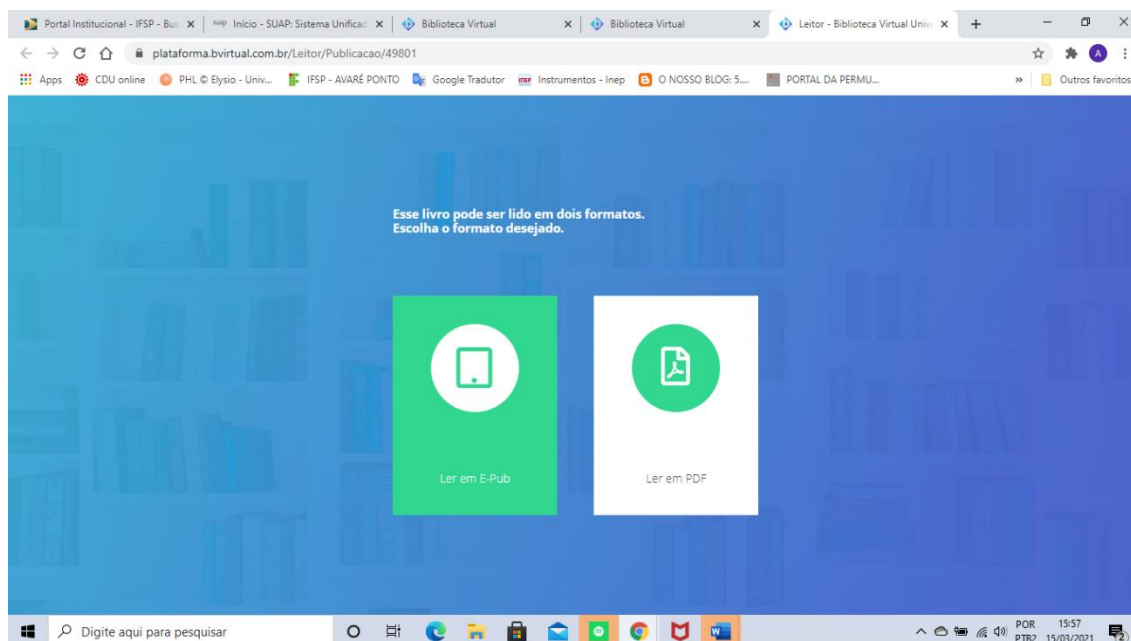 Portal Institucional - IFSP - Bus
suap Início - SUAP: Sistema Unificad
Biblioteca Virtual
Biblioteca Virtual
Leitor - Biblioteca Virtual Unive
plataforma.bvirtual.com.br/Leitor/Publicacao/49801
A
Apps
CDU online
PHL © Elysio - Univ...
IFSP - AVARÉ PONTO
Google Tradutor
INEP Instrumentos - Inep
O NOSSO BLOG: 5....
PORTAL DA PERMU...
»
Outros favoritos
Esse livro pode ser lido em dois formatos.
Escolha o formato desejado.
Ler em E-Pub
Ler em PDF
Digite aqui para pesquisar
POR
15:57
PTB2
15/03/2021